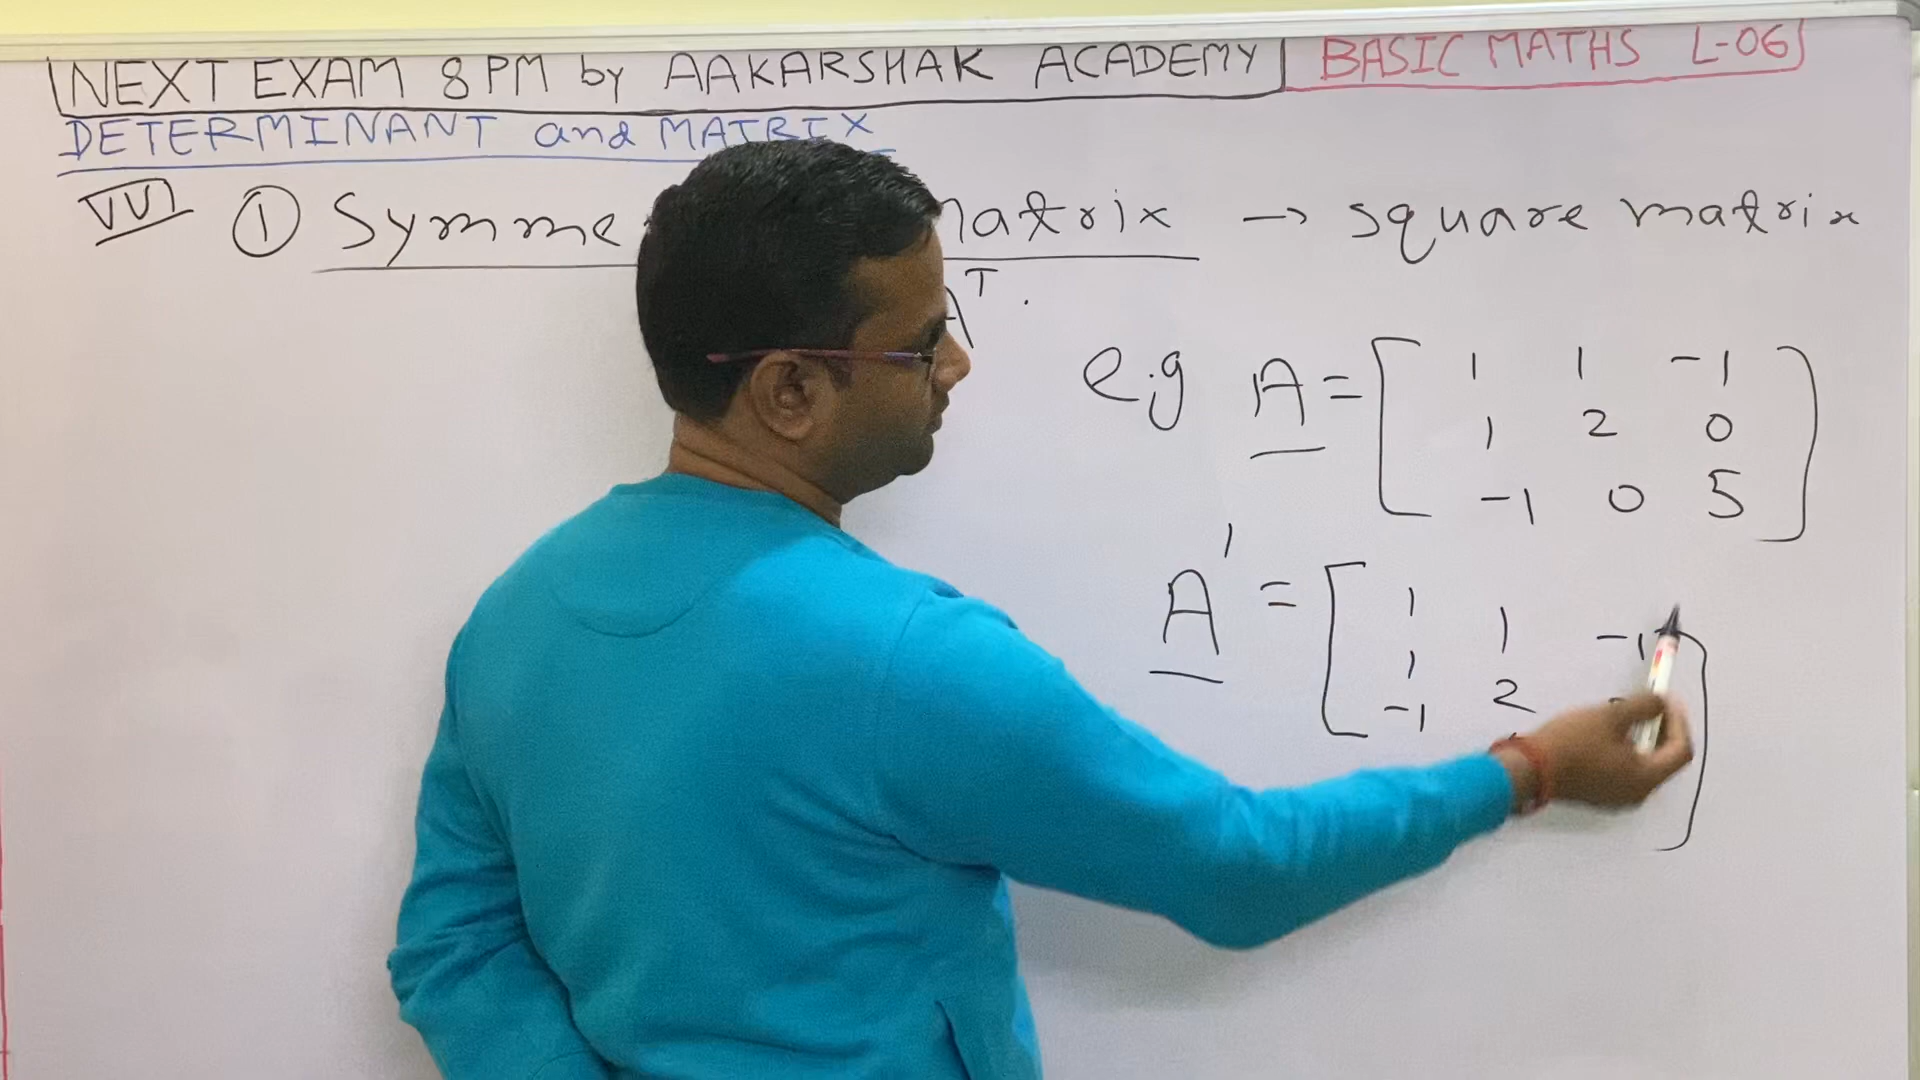 NEXT EXAM 8 PM by AAKARSHAK ACADEMY BASIC MATHS L-06
DETERMINANT and MATRIX
VVI ① Symme atrix → square matrix
A^T .
e.g A = [ 1 1 -1
1 2 0
-1 0 5 ]
A' = [ 1 1 -1
1 2
-1 ]